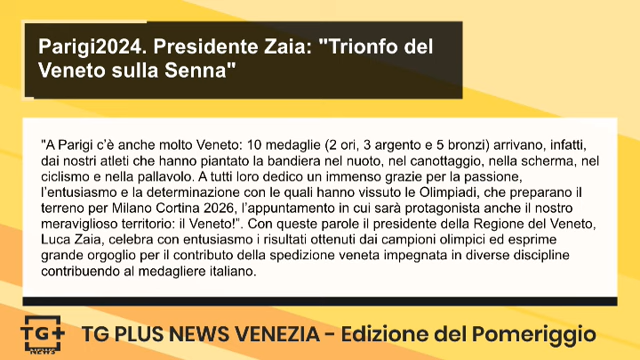 Parigi2024. Presidente Zaia: "Trionfo del
Veneto sulla Senna"
"A Parigi c'è anche molto Veneto: 10 medaglie (2 ori, 3 argento e 5 bronzi) arrivano, infatti,
dai nostri atleti che hanno piantato la bandiera nel nuoto, nel canottaggio, nella scherma, nel
ciclismo e nella pallavolo. A tutti loro dedico un immenso grazie per la passione,
l'entusiasmo e la determinazione con le quali hanno vissuto le Olimpiadi, che preparano il
terreno per Milano Cortina 2026, l'appuntamento in cui sarà protagonista anche il nostro
meraviglioso territorio: il Veneto!". Con queste parole il presidente della Regione del Veneto,
Luca Zaia, celebra con entusiasmo i risultati ottenuti dai campioni olimpici ed esprime
grande orgoglio per il contributo della spedizione veneta impegnata in diverse discipline
contribuendo al medagliere italiano.
TG+
NEWS
TG PLUS NEWS VENEZIA - Edizione del Pomeriggio